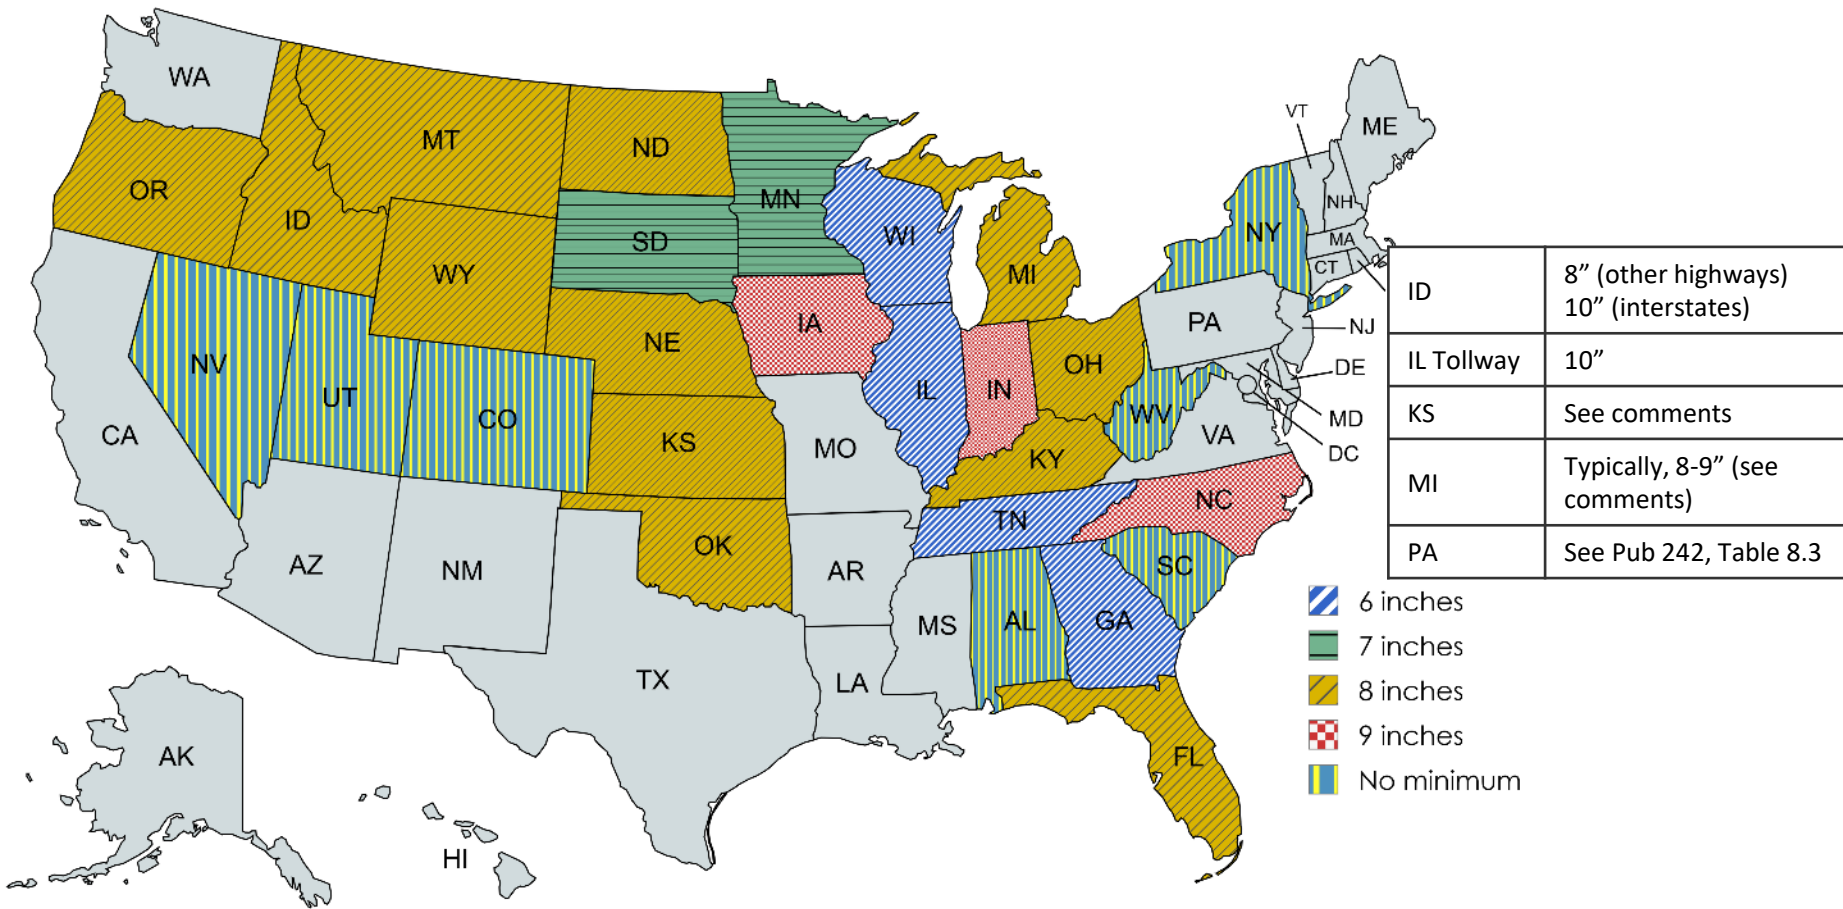 WA
MT
ND
OR
ID
MN
SD
WI
WY
MI
VT
ME
NH
NY
MA
CT
IA
NE
PA
NJ
NV
UT
CO
IL
IN
OH
DE
WV
MD
CA
KS
MO
KY
VA
DC
TN
NC
OK
AZ
NM
AR
SC
MS
AL
GA
TX
LA
FL
AK
HI
ID 8” (other highways)
10” (interstates)
IL Tollway 10”
KS See comments
MI Typically, 8-9” (see
comments)
PA See Pub 242, Table 8.3
6 inches
7 inches
8 inches
9 inches
No minimum